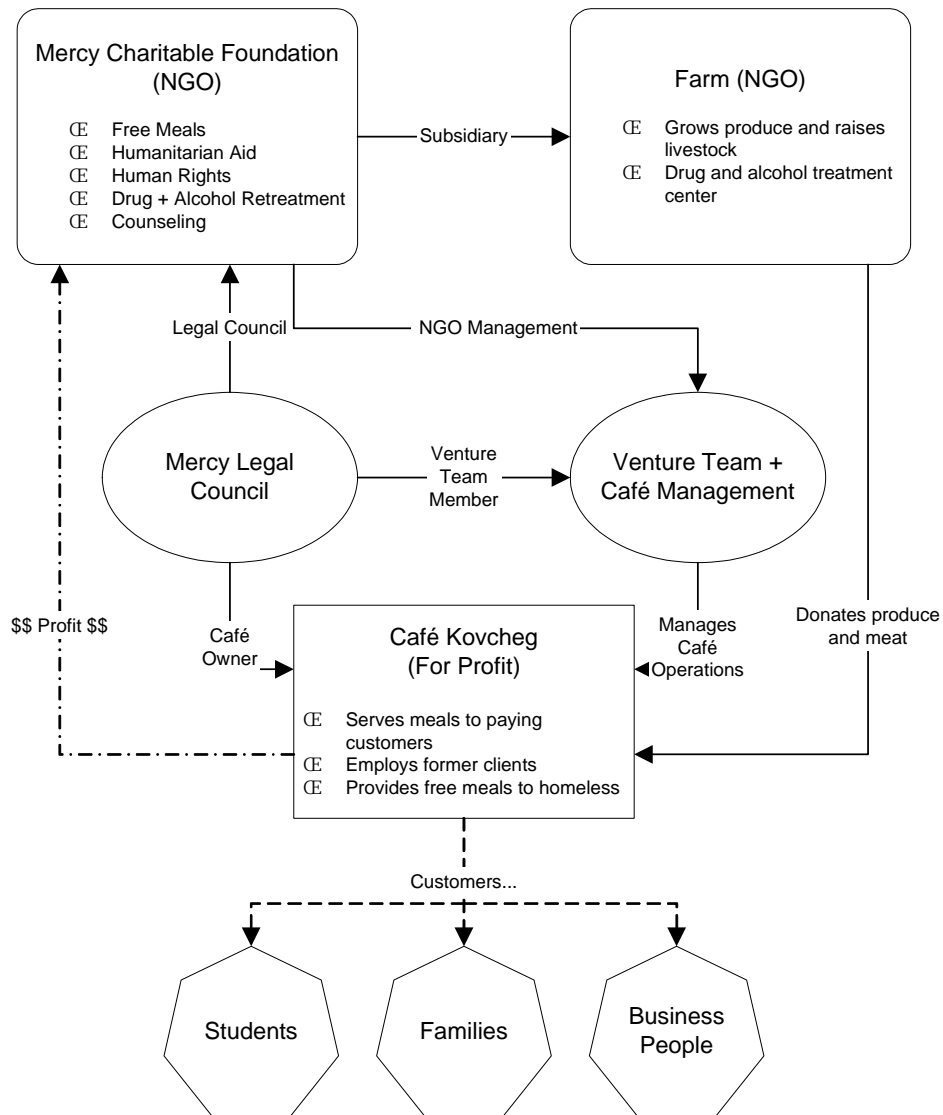 Mercy Charitable Foundation
(NGO)
Œ Free Meals
Œ Humanitarian Aid
Œ Human Rights
Œ Drug + Alcohol Retreatment
Œ Counseling
Subsidiary
Farm (NGO)
Œ Grows produce and raises
livestock
Œ Drug and alcohol treatment
center
Legal Council
NGO Management
Mercy Legal
Council
Venture
Team
Member
Venture Team +
Café Management
$$ Profit $$
Café
Owner
Café Kovcheg
(For Profit)
Œ Serves meals to paying
customers
Œ Employs former clients
Œ Provides free meals to homeless
Manages
Café
Operations
Donates produce
and meat
Customers...
Students
Families
Business
People